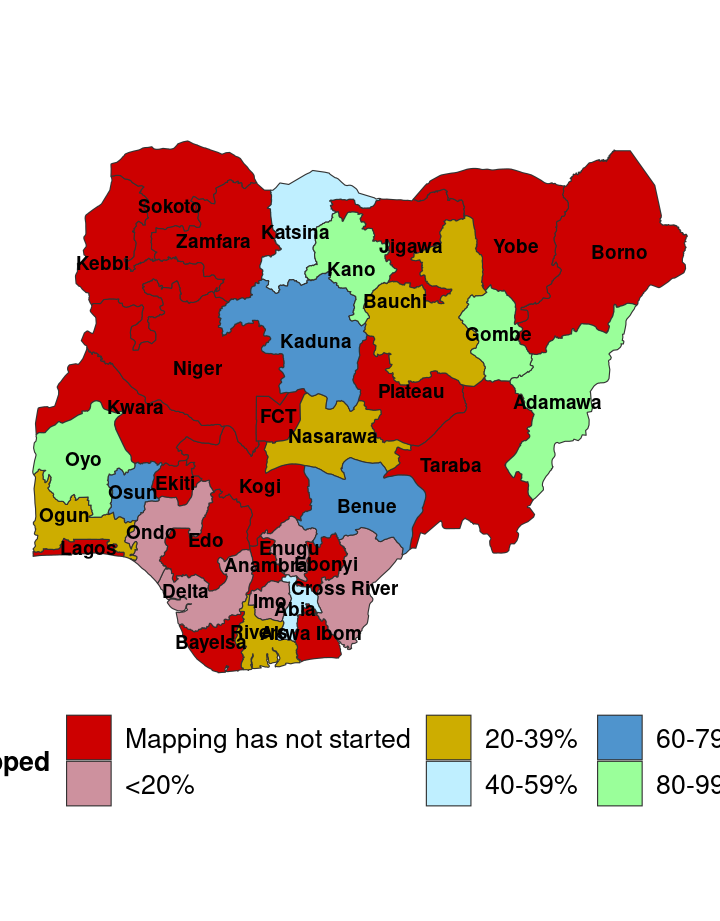 Sokoto
Katsina
Zamfara
Jigawa
Yobe
Borno
Kebbi
Kano
Bauchi
Gombe
Kaduna
Niger
Plateau
Adamawa
Kwara
FCT
Nasarawa
Oyo
Taraba
Ekiti
Kogi
Osun
Benue
Ogun
Ondo
Edo
Lagos
Enugu
Anambra
Ebonyi
Delta
Cross River
Imo
Abia
Bayelsa
Rivers
Akwa Ibom
pped
Mapping has not started
20-39%
60-79
<20%
40-59%
80-99